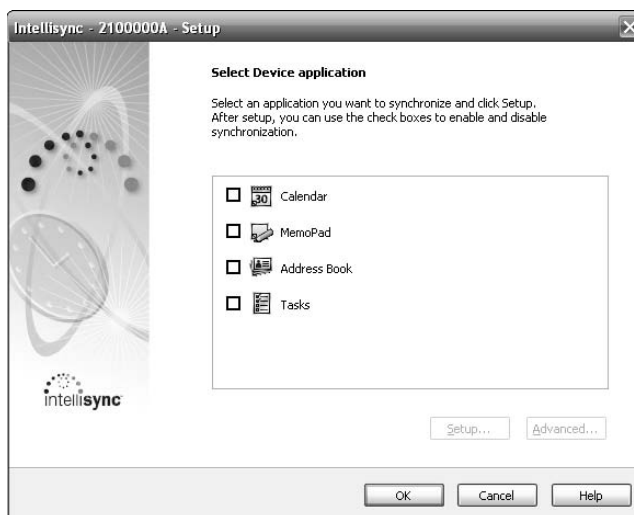 Intellisync - 2100000A - Setup
Select Device application
Select an application you want to synchronize and click Setup.
After setup, you can use the check boxes to enable and disable
synchronization.
30 Calendar
MemoPad
Address Book
Tasks
intellisync
Setup... Advanced...
OK Cancel Help